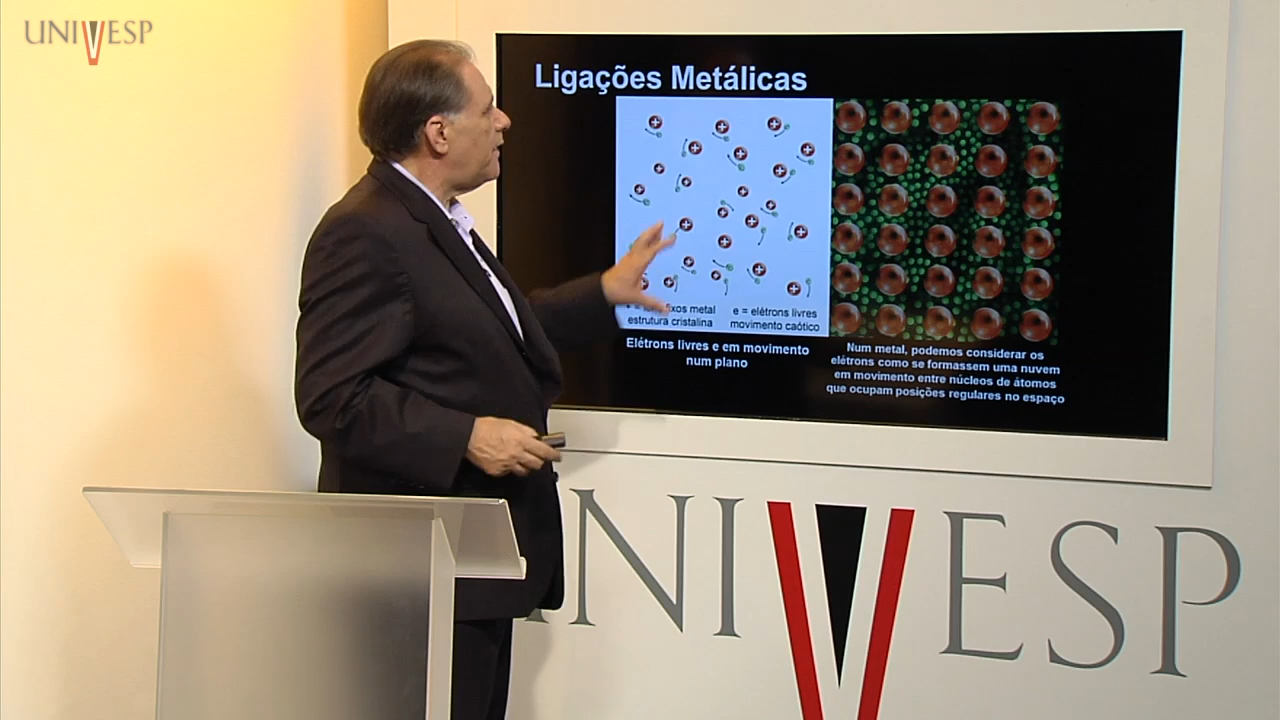 UNIVESP
Ligações Metálicas
fixos metal
estrutura cristalina
e = elétrons livres
movimento caótico
Elétrons livres e em movimento
num plano
Num metal, podemos considerar os
elétrons como se formassem uma nuvem
em movimento entre núcleos de átomos
que ocupam posições regulares no espaço
UNIVESP